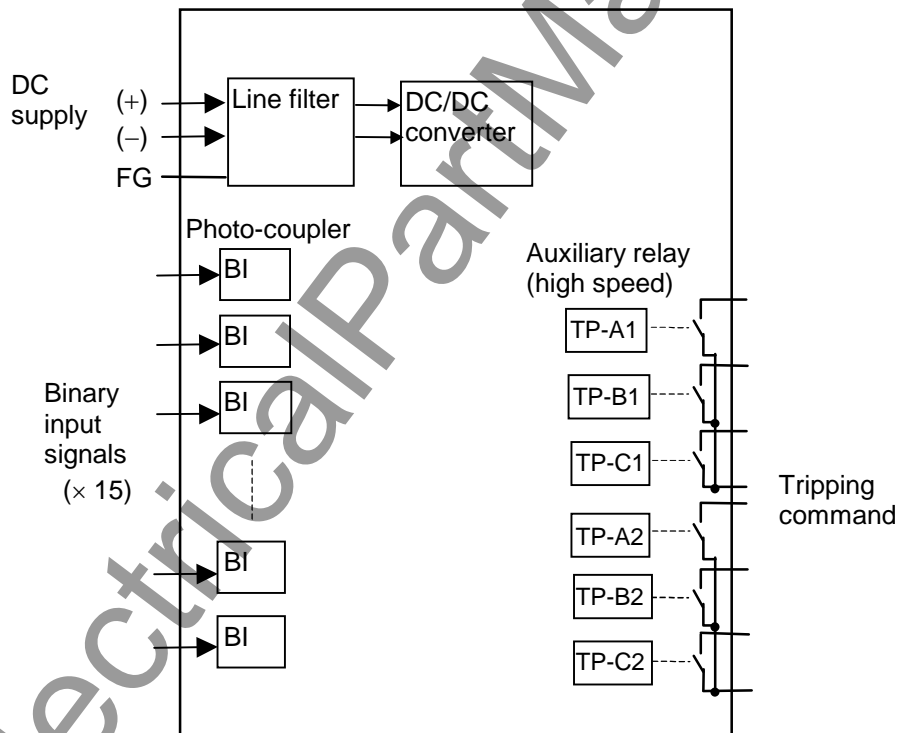 DC
supply
(+)
(−)
FG
Line filter
DC/DC
converter
Photo-coupler
BI
BI
BI
BI
BI
Binary
input
signals
(× 15)
Auxiliary relay
(high speed)
TP-A1
TP-B1
TP-C1
TP-A2
TP-B2
TP-C2
Tripping
command